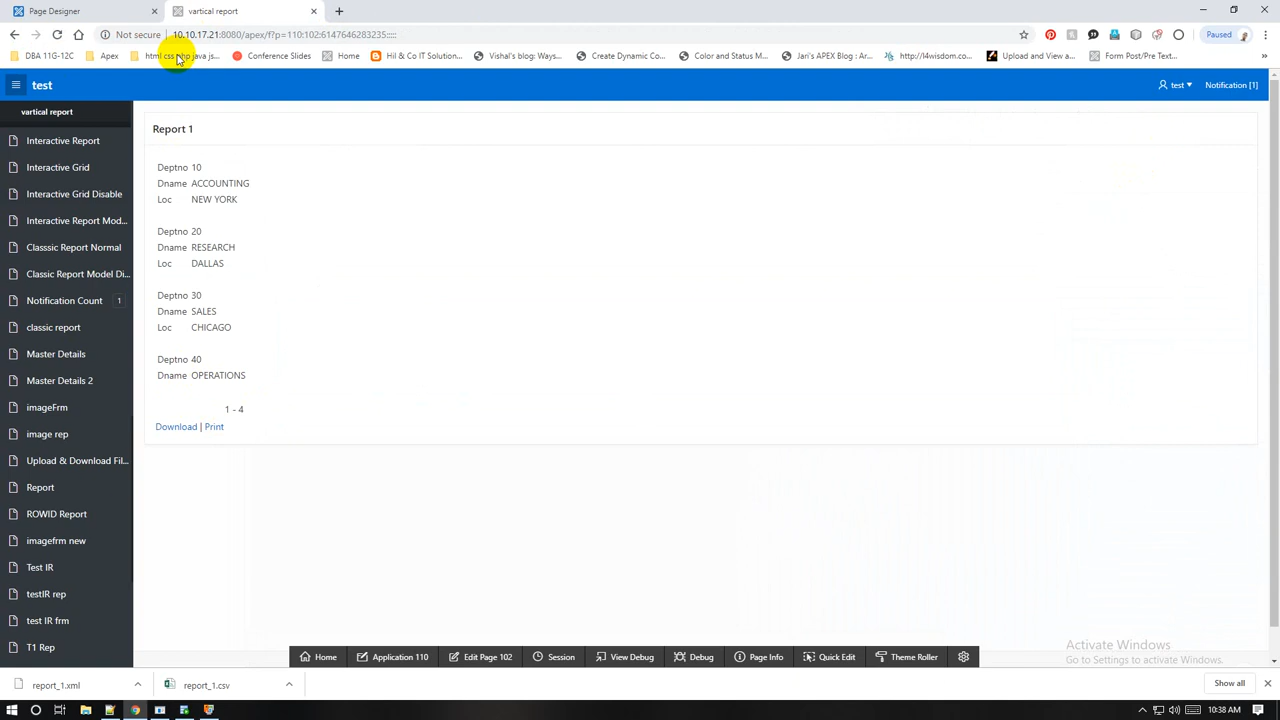 Page Designer
vartical report
Not secure
10.10.17.21:8080/apex/f?p=110:102:6147646283235:::::
Paused
DBA 11G-12C
Apex
html css php java js...
Conference Slides
Home
Hil & Co IT Solution...
Vishal's blog: Ways...
Create Dynamic Co...
Color and Status M...
Jari's APEX Blog : Ar...
http://l4wisdom.co...
Upload and View a...
Form Post/Pre Text...
»
test
test
Notification [1]
vartical report
Interactive Report
Interactive Grid
Interactive Grid Disable
Interactive Report Mod...
Classsic Report Normal
Classic Report Model Di...
Notification Count 1
classic report
Master Details
Master Details 2
imageFrm
image rep
Upload & Download Fil...
Report
ROWID Report
imagefrm new
Test IR
testIR rep
test IR frm
T1 Rep
Report 1
Deptno 10
Dname ACCOUNTING
Loc NEW YORK
Deptno 20
Dname RESEARCH
Loc DALLAS
Deptno 30
Dname SALES
Loc CHICAGO
Deptno 40
Dname OPERATIONS
1 - 4
Download | Print
Home
Application 110
Edit Page 102
Session
View Debug
Debug
Page Info
Quick Edit
Theme Roller
Activate Windows
Go to Settings to activate Windows.
report_1.xml
report_1.csv
Show all
10:38 AM